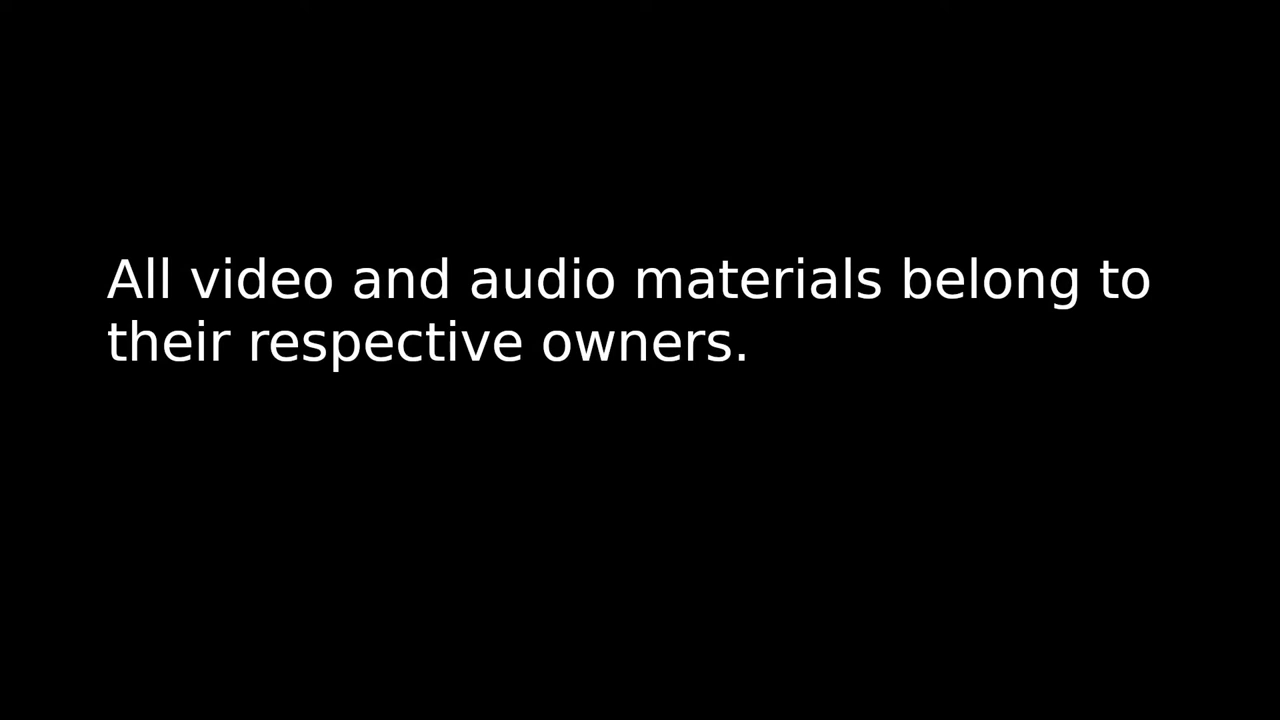 All video and audio materials belong to
their respective owners.